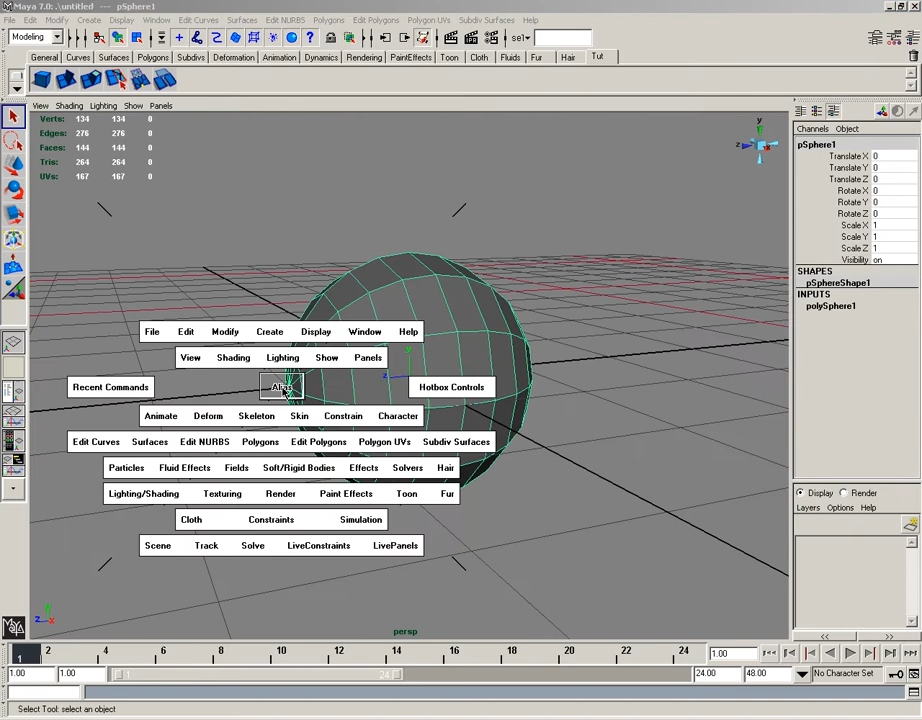 Maya 7.0: .\untitled --- pSphere1
File Edit Modify Create Display Window Edit Curves Surfaces Edit NURBS Polygons Edit Polygons Polygon UVs Subdiv Surfaces Help
Modeling sel
General Curves Surfaces Polygons Subdivs Deformation Animation Dynamics Rendering PaintEffects Toon Cloth Fluids Fur Hair Tut
View Shading Lighting Show Panels
Channels Object
Verts: 134 134 0
Edges: 276 276 0
Faces: 144 144 0
Tris: 264 264 0
UVs: 167 167 0
y
z
pSphere1
Translate X 0
Translate Y 0
Translate Z 0
Rotate X 0
Rotate Y 0
Rotate Z 0
Scale X 1
Scale Y 1
Scale Z 1
Visibility on
SHAPES
pSphereShape1
INPUTS
polySphere1
File Edit Modify Create Display Window Help
View Shading Lighting Show Panels
Recent Commands Alias Hotbox Controls
Animate Deform Skeleton Skin Constrain Character
Edit Curves Surfaces Edit NURBS Polygons Edit Polygons Polygon UVs Subdiv Surfaces
Particles Fluid Effects Fields Soft/Rigid Bodies Effects Solvers Hair
Lighting/Shading Texturing Render Paint Effects Toon Fur
Cloth Constraints Simulation
Scene Track Solve LiveConstraints LivePanels
Display Render
Layers Options Help
persp
1 2 4 6 8 10 12 14 16 18 20 22 24 1.00
1.00 1.00 1 24 24.00 48.00 No Character Set
Select Tool: select an object